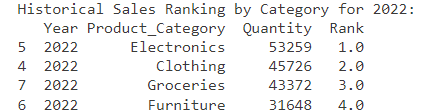 Historical Sales Ranking by Category for 2022:
Year Product_Category Quantity Rank
5 2022 Electronics 53259 1.0
4 2022 Clothing 45726 2.0
7 2022 Groceries 43372 3.0
6 2022 Furniture 31648 4.0